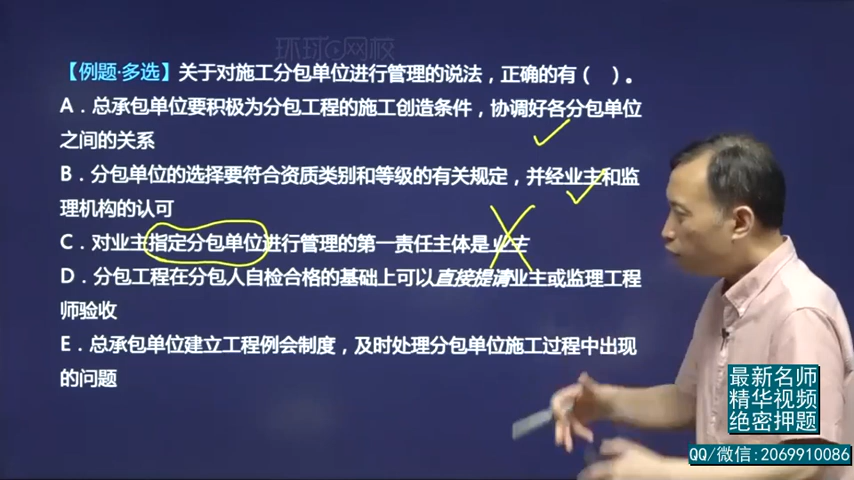 环球网校
【例题·多选】关于对施工分包单位进行管理的说法，正确的有（ ）。
A．总承包单位要积极为分包工程的施工创造条件，协调好各分包单位
之间的关系
B．分包单位的选择要符合资质类别和等级的有关规定，并经业主和监
理机构的认可
C．对业主指定分包单位进行管理的第一责任主体是业主
D．分包工程在分包人自检合格的基础上可以直接提请业主或监理工程
师验收
E．总承包单位建立工程例会制度，及时处理分包单位施工过程中出现
的问题
最新名师
精华视频
绝密押题
QQ/微信:2069910086